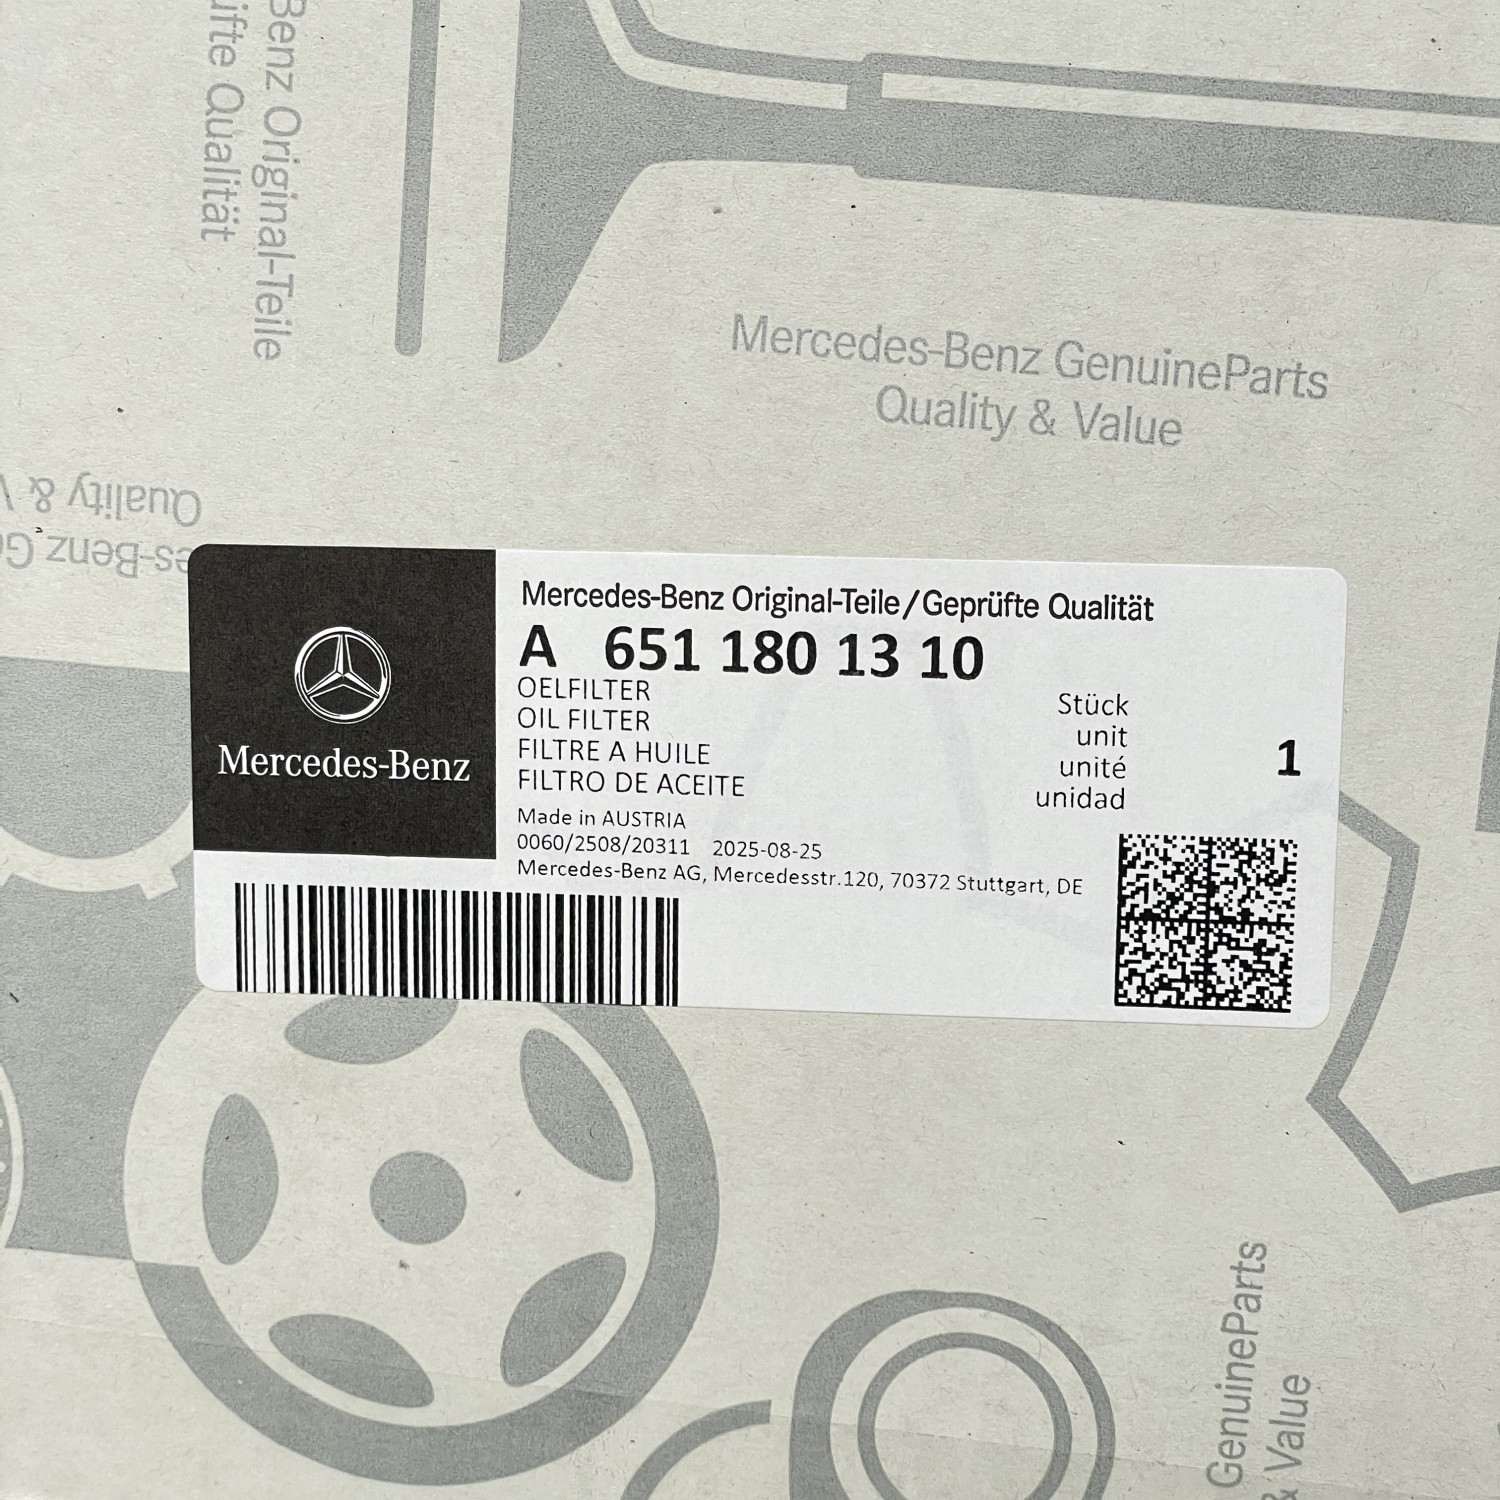 Benz Original-Teile
Qualität
Mercedes-Benz GenuineParts
Quality & Value
Quality &
Mercedes-Benz Original-Teile/Geprüfte Qualität
A 651 180 13 10
OELFILTER
OIL FILTER
FILTRE A HUILE
FILTRO DE ACEITE
Stück
unit
unité
unidad
1
Mercedes-Benz
Made in AUSTRIA
0060/2508/20311 2025-08-25
Mercedes-Benz AG, Mercedesstr.120, 70372 Stuttgart, DE
GenuineParts
& Value